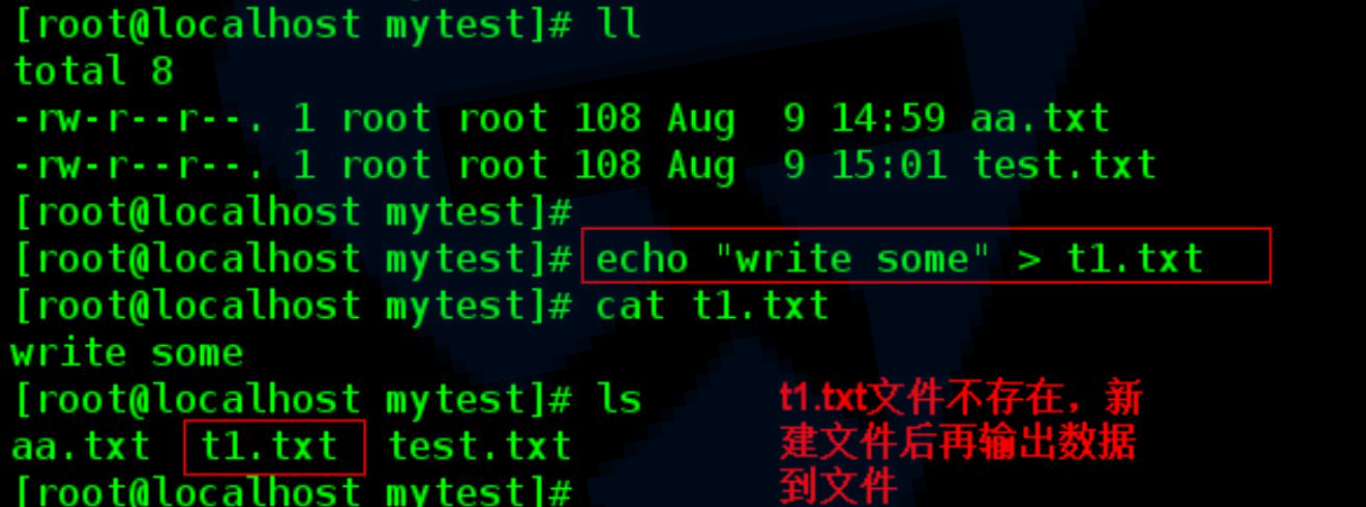 [root@localhost mytest]# ll
total 8
-rw-r--r--. 1 root root 108 Aug  9 14:59 aa.txt
-rw-r--r--. 1 root root 108 Aug  9 15:01 test.txt
[root@localhost mytest]#
[root@localhost mytest]# echo "write some" > t1.txt
[root@localhost mytest]# cat t1.txt
write some
[root@localhost mytest]# ls
aa.txt  t1.txt  test.txt
[root@localhost mytest]#
t1.txt文件不存在，新
建文件后再输出数据
到文件